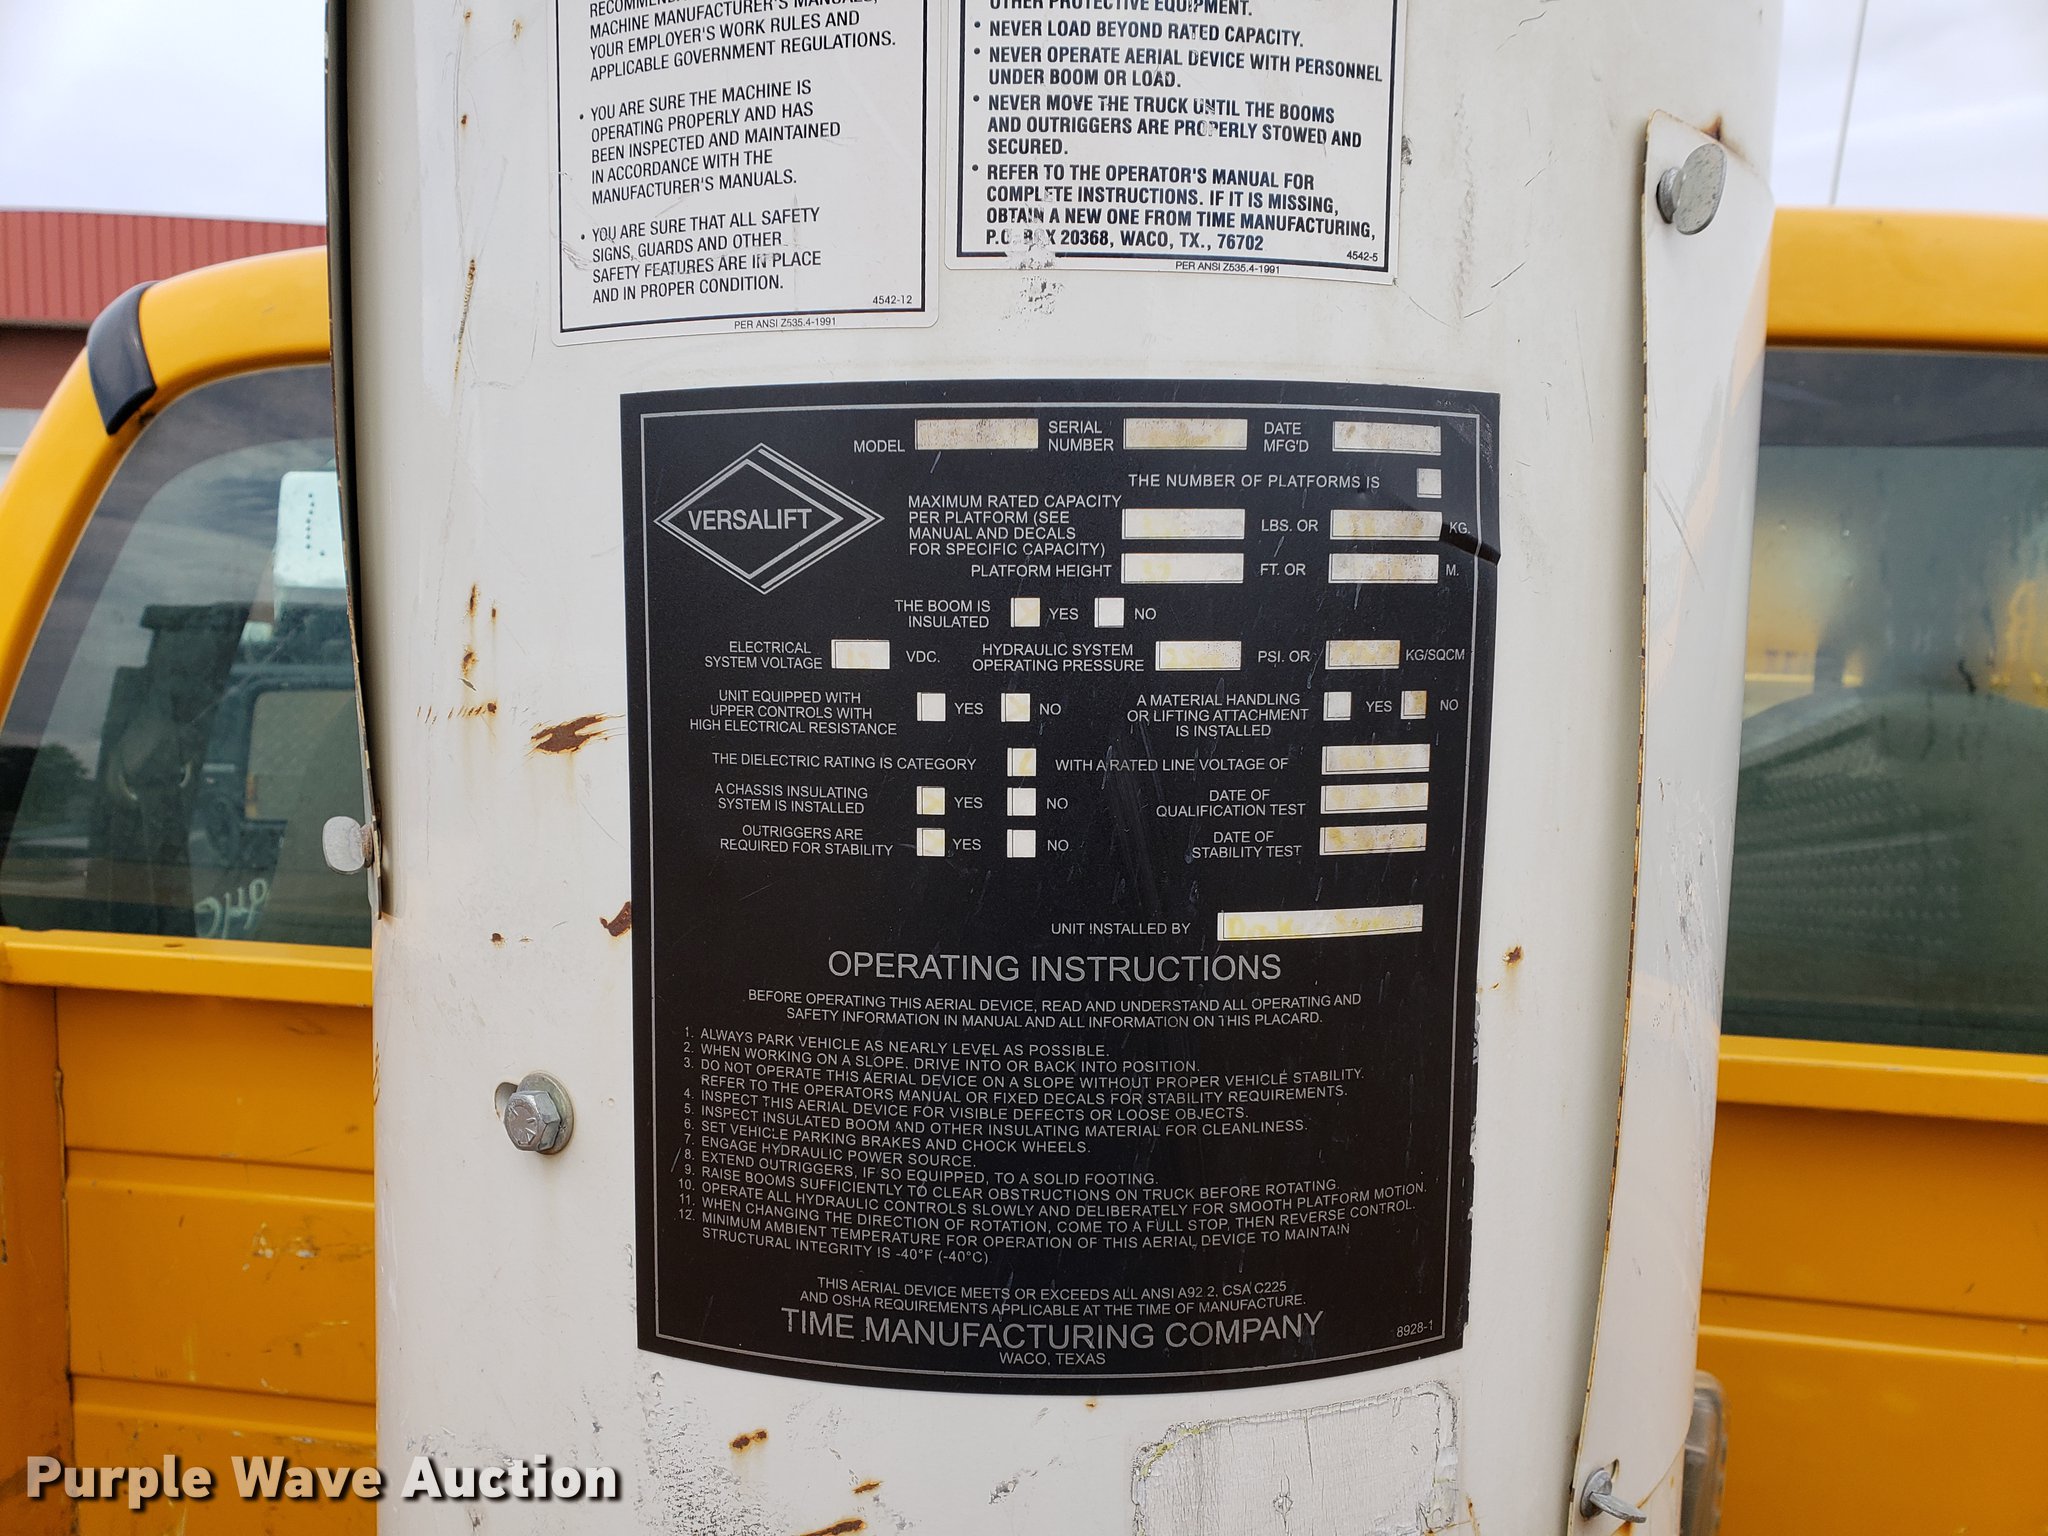 MACHINE MANUFACTURER'S MANUALS,
YOUR EMPLOYER'S WORK RULES AND
APPLICABLE GOVERNMENT REGULATIONS.
• YOU ARE SURE THE MACHINE IS
OPERATING PROPERLY AND HAS
BEEN INSPECTED AND MAINTAINED
IN ACCORDANCE WITH THE
MANUFACTURER'S MANUALS.
• YOU ARE SURE THAT ALL SAFETY
SIGNS, GUARDS AND OTHER
SAFETY FEATURES ARE IN PLACE
AND IN PROPER CONDITION.
4542-12
PER ANSI Z535.4-1991
OTHER PROTECTIVE EQUIPMENT.
• NEVER LOAD BEYOND RATED CAPACITY.
• NEVER OPERATE AERIAL DEVICE WITH PERSONNEL
UNDER BOOM OR LOAD.
• NEVER MOVE THE TRUCK UNTIL THE BOOMS
AND OUTRIGGERS ARE PROPERLY STOWED AND
SECURED.
• REFER TO THE OPERATOR'S MANUAL FOR
COMPLETE INSTRUCTIONS. IF IT IS MISSING,
OBTAIN A NEW ONE FROM TIME MANUFACTURING,
P.O. BOX 20368, WACO, TX., 76702
4542-5
PER ANSI Z535.4-1991
VERSALIFT
MODEL SERIAL NUMBER DATE MFG'D
THE NUMBER OF PLATFORMS IS
MAXIMUM RATED CAPACITY
PER PLATFORM (SEE
MANUAL AND DECALS
FOR SPECIFIC CAPACITY) LBS. OR KG.
PLATFORM HEIGHT FT. OR M.
THE BOOM IS
INSULATED YES NO
ELECTRICAL
SYSTEM VOLTAGE VDC.
HYDRAULIC SYSTEM
OPERATING PRESSURE PSI. OR KG/SQCM
UNIT EQUIPPED WITH
UPPER CONTROLS WITH
HIGH ELECTRICAL RESISTANCE YES NO
A MATERIAL HANDLING
OR LIFTING ATTACHMENT
IS INSTALLED YES NO
THE DIELECTRIC RATING IS CATEGORY WITH A RATED LINE VOLTAGE OF
A CHASSIS INSULATING
SYSTEM IS INSTALLED YES NO
DATE OF
QUALIFICATION TEST
OUTRIGGERS ARE
REQUIRED FOR STABILITY YES NO
DATE OF
STABILITY TEST
UNIT INSTALLED BY
OPERATING INSTRUCTIONS
BEFORE OPERATING THIS AERIAL DEVICE, READ AND UNDERSTAND ALL OPERATING AND
SAFETY INFORMATION IN MANUAL AND ALL INFORMATION ON THIS PLACARD.
1. ALWAYS PARK VEHICLE AS NEARLY LEVEL AS POSSIBLE.
2. WHEN WORKING ON A SLOPE, DRIVE INTO OR BACK INTO POSITION.
3. DO NOT OPERATE THIS AERIAL DEVICE ON A SLOPE WITHOUT PROPER VEHICLE STABILITY.
REFER TO THE OPERATORS MANUAL OR FIXED DECALS FOR STABILITY REQUIREMENTS.
4. INSPECT THIS AERIAL DEVICE FOR VISIBLE DEFECTS OR LOOSE OBJECTS.
5. INSPECT INSULATED BOOM AND OTHER INSULATING MATERIAL FOR CLEANLINESS.
6. SET VEHICLE PARKING BRAKES AND CHOCK WHEELS.
7. ENGAGE HYDRAULIC POWER SOURCE.
8. EXTEND OUTRIGGERS, IF SO EQUIPPED, TO A SOLID FOOTING.
9. RAISE BOOMS SUFFICIENTLY TO CLEAR OBSTRUCTIONS ON TRUCK BEFORE ROTATING.
10. OPERATE ALL HYDRAULIC CONTROLS SLOWLY AND DELIBERATELY FOR SMOOTH PLATFORM MOTION.
11. WHEN CHANGING THE DIRECTION OF ROTATION, COME TO A FULL STOP, THEN REVERSE CONTROL.
12. MINIMUM AMBIENT TEMPERATURE FOR OPERATION OF THIS AERIAL DEVICE TO MAINTAIN
STRUCTURAL INTEGRITY IS -40°F (-40°C)
THIS AERIAL DEVICE MEETS OR EXCEEDS ALL ANSI A92.2, CSA C225
AND OSHA REQUIREMENTS APPLICABLE AT THE TIME OF MANUFACTURE.
TIME MANUFACTURING COMPANY
WACO, TEXAS
8928-1
Purple Wave Auction